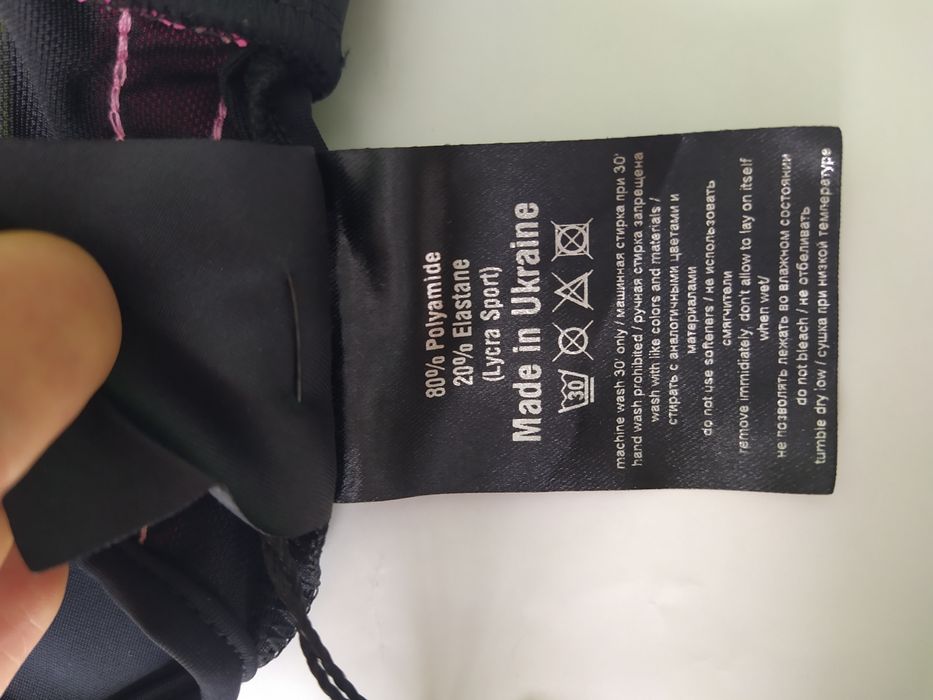 80% Polyamide
20% Elastane
(Lycra Sport)
Made in Ukraine
30
machine wash 30' only / машинная стирка при 30'
hand wash prohibited / ручная стирка запрещена
wash with like colors and materials /
стирать с аналогичными цветами и
материалами
do not use softeners / не использовать
смягчители
remove immediately, don't allow to lay on itself
when wet/
не позволять лежать во влажном состоянии
do not bleach / не отбеливать
tumble dry low / сушка при низкой температуре